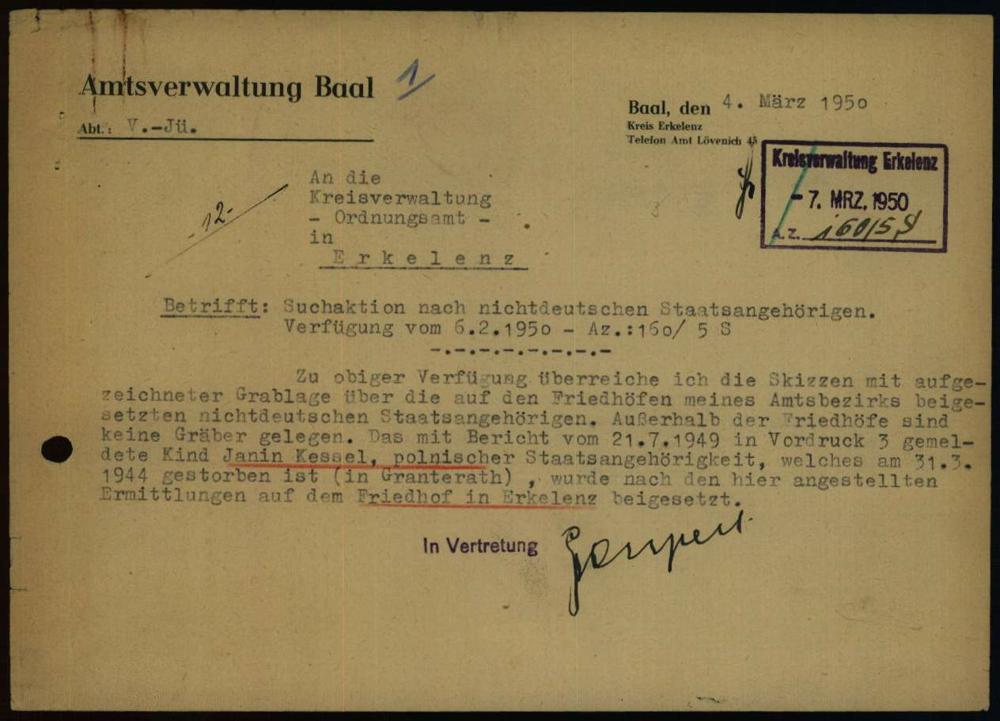 Amtsverwaltung Baal
1
Abt.: V.-Jü.
Baal, den 4. März 1950
Kreis Erkelenz
Telefon Amt Lövenich 45
Kreisverwaltung Erkelenz
- 7. MRZ. 1950
A.Z.
-12-
An die
Kreisverwaltung
- Ordnungsamt -
in
Erkelenz
Betrifft: Suchaktion nach nichtdeutschen Staatsangehörigen.
Verfügung vom 6.2.1950 - Az.:160/ 5 S
-.-.-.-.-.-.-.-
Zu obiger Verfügung überreiche ich die Skizzen mit aufge-
zeichneter Grablage über die auf den Friedhöfen meines Amtsbezirks beige-
setzten nichtdeutschen Staatsangehörigen. Außerhalb der Friedhöfe sind
keine Gräber gelegen. Das mit Bericht vom 21.7.1949 in Vordruck 3 gemel-
dete Kind Janin Kessel, polnischer Staatsangehörigkeit, welches am 31.3.
1944 gestorben ist (in Granterath) , wurde nach den hier angestellten
Ermittlungen auf dem Friedhof in Erkelenz beigesetzt.
In Vertretung